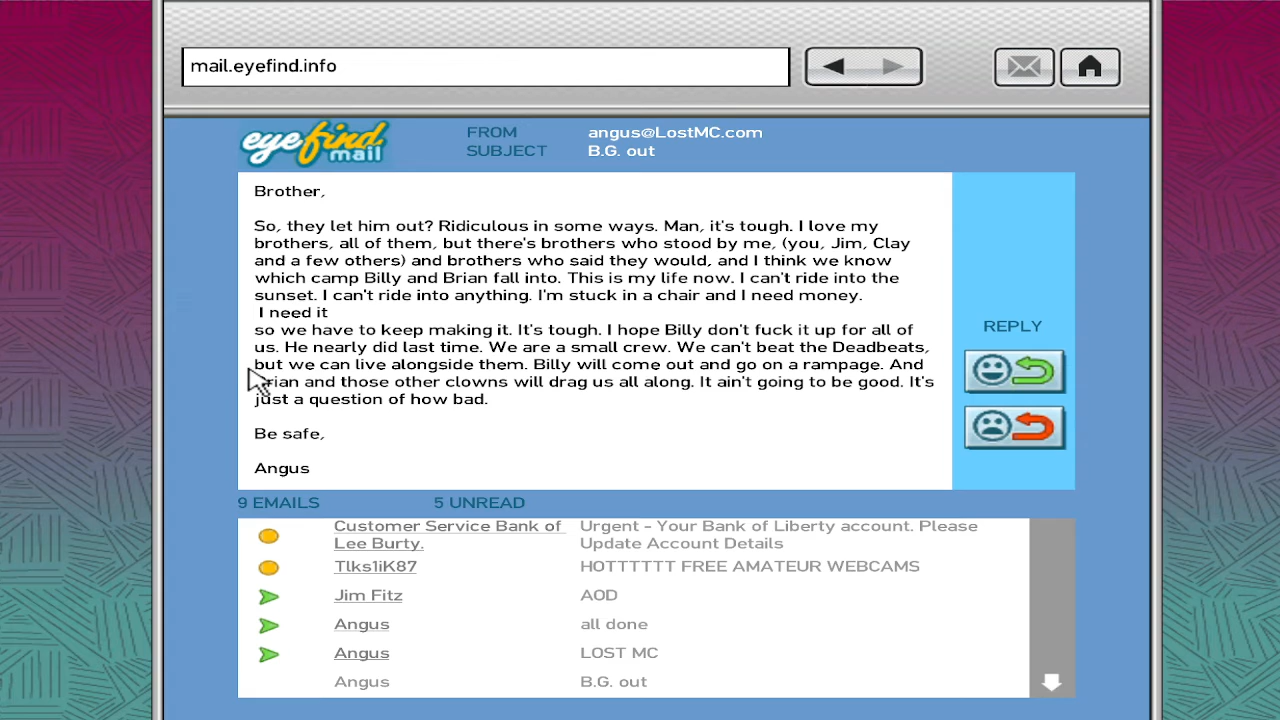 mail.eyefind.info
eyefind mail
FROM angus@LostMC.com
SUBJECT B.G. out
Brother,
So, they let him out? Ridiculous in some ways. Man, it's tough. I love my
brothers, all of them, but there's brothers who stood by me, (you, Jim, Clay
and a few others) and brothers who said they would, and I think we know
which camp Billy and Brian fall into. This is my life now. I can't ride into the
sunset. I can't ride into anything. I'm stuck in a chair and I need money.
I need it
so we have to keep making it. It's tough. I hope Billy don't fuck it up for all of
us. He nearly did last time. We are a small crew. We can't beat the Deadbeats,
but we can live alongside them. Billy will come out and go on a rampage. And
Brian and those other clowns will drag us all along. It ain't going to be good. It's
just a question of how bad.
Be safe,
Angus
REPLY
9 EMAILS 5 UNREAD
Customer Service Bank of Lee Burty. Urgent - Your Bank of Liberty account. Please Update Account Details
Tlks1iK87 HOTTTTTT FREE AMATEUR WEBCAMS
Jim Fitz AOD
Angus all done
Angus LOST MC
Angus B.G. out